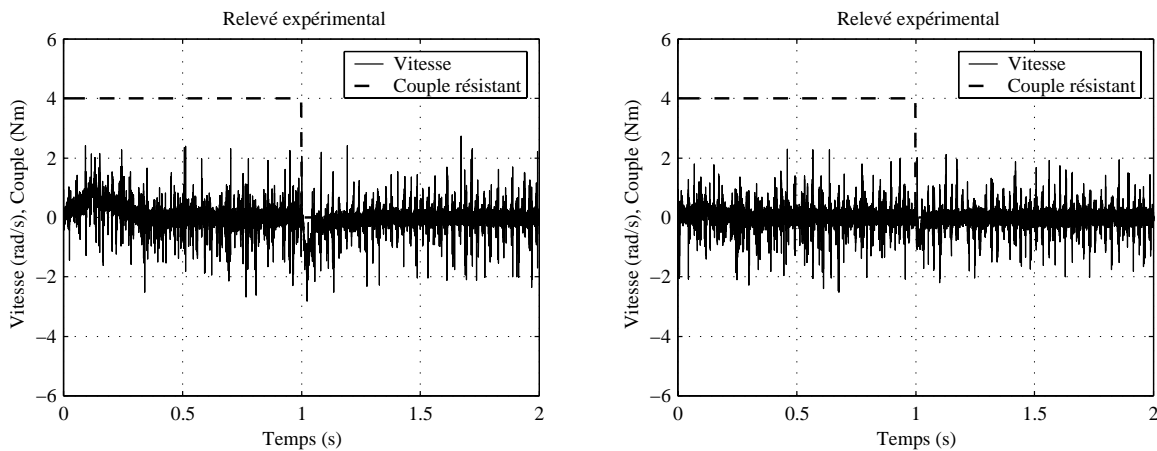 Relevé expérimental
6
4
2
0
−2
−4
−6
Vitesse (rad/s), Couple (Nm)
Vitesse
Couple résistant
0
0.5
1
1.5
2
Temps (s)
Relevé expérimental
6
4
2
0
−2
−4
−6
Vitesse (rad/s), Couple (Nm)
Vitesse
Couple résistant
0
0.5
1
1.5
2
Temps (s)